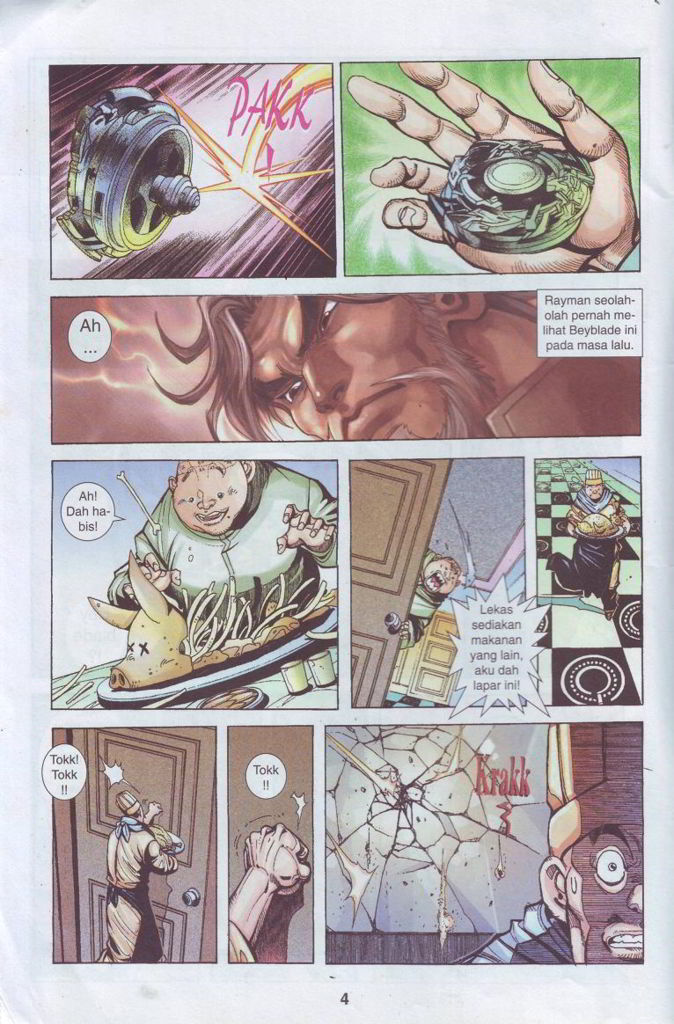 PAKK
!
Ah
...
Rayman seolah-
olah pernah me-
lihat Beyblade ini
pada masa lalu.
Ah!
Dah ha-
bis!
Lekas
sediakan
makanan
yang lain,
aku dah
lapar ini!
Tokk!
Tokk
!!
Tokk
!!
Krakk
4